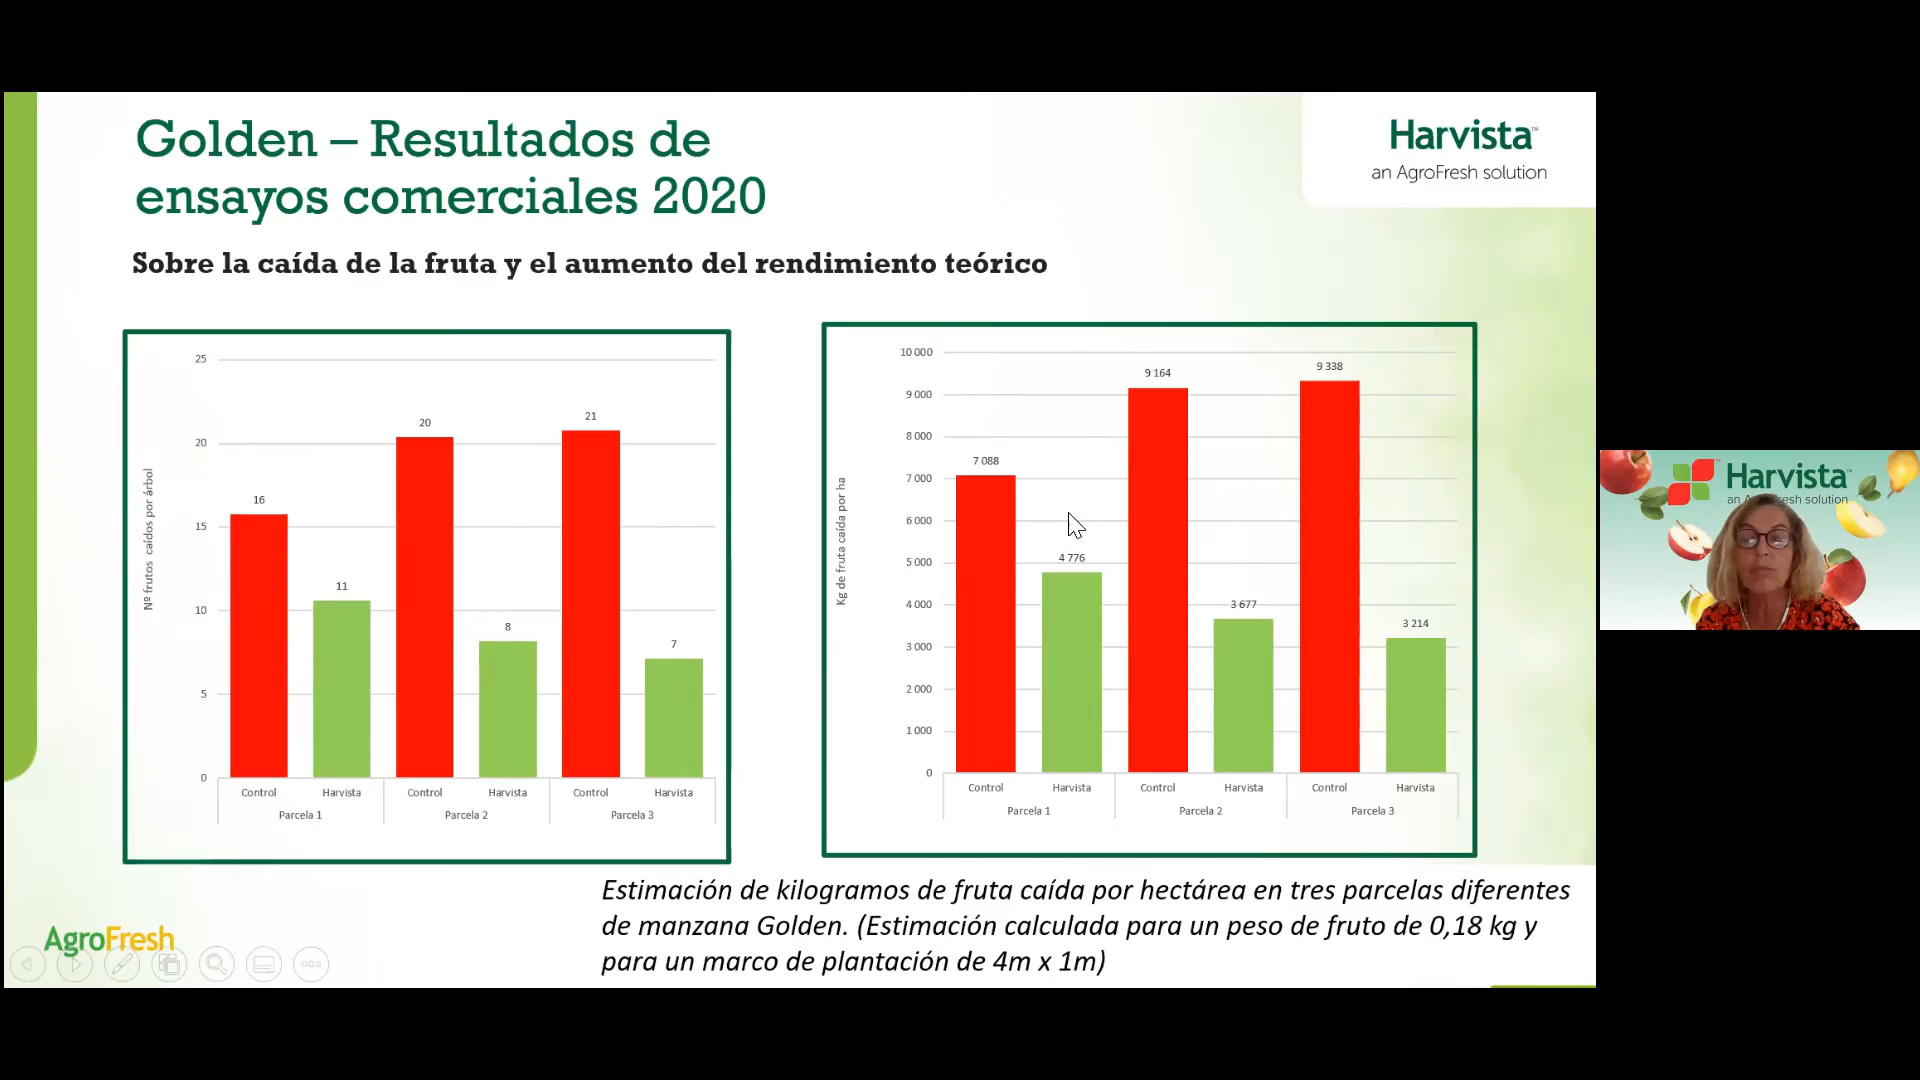 Golden – Resultados de
ensayos comerciales 2020
Harvista™
an AgroFresh solution
Sobre la caída de la fruta y el aumento del rendimiento teórico
Nº frutos caídos por árbol
25
20
15
10
5
0
16
11
20
8
21
7
Control
Harvista
Control
Harvista
Control
Harvista
Parcela 1
Parcela 2
Parcela 3
Kg de fruta caída por ha
10 000
9 000
8 000
7 000
6 000
5 000
4 000
3 000
2 000
1 000
0
7 088
4 776
9 164
3 677
9 338
3 214
Control
Harvista
Control
Harvista
Control
Harvista
Parcela 1
Parcela 2
Parcela 3
Estimación de kilogramos de fruta caída por hectárea en tres parcelas diferentes
de manzana Golden. (Estimación calculada para un peso de fruto de 0,18 kg y
para un marco de plantación de 4m x 1m)
AgroFresh
Harvista™
an solution